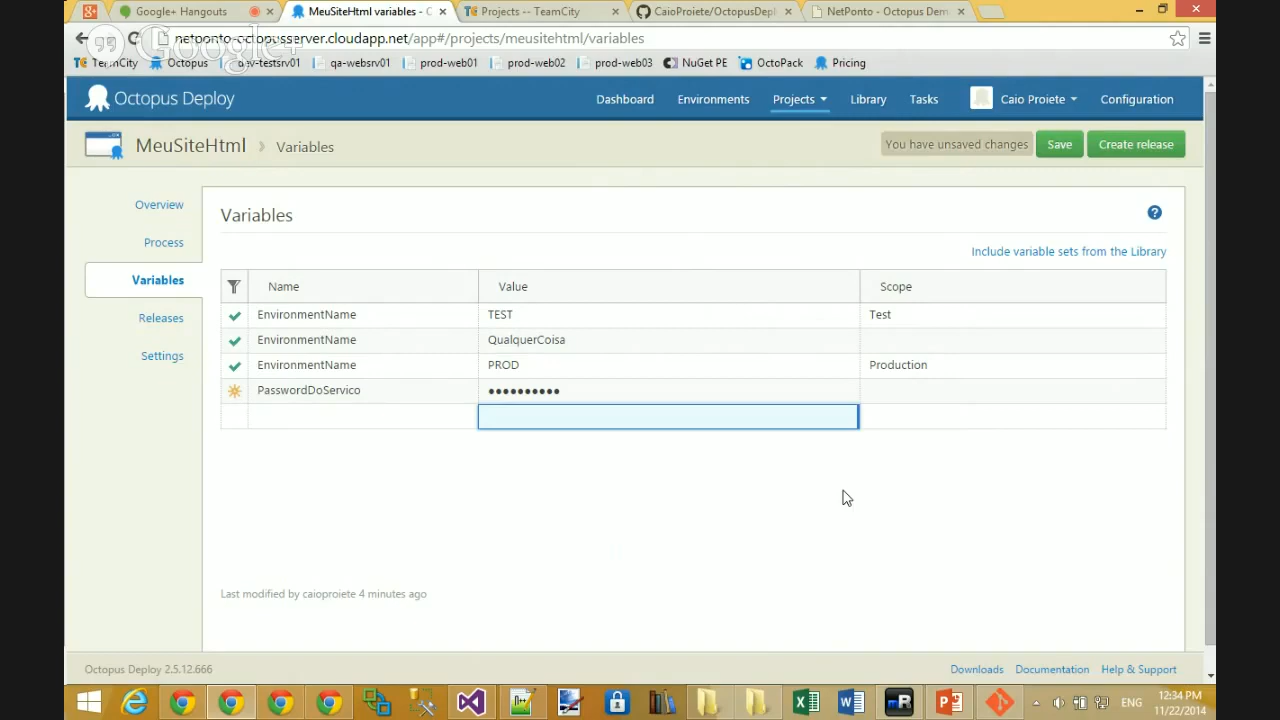 Google+ Hangouts
MeuSiteHtml variables - O
Projects -- TeamCity
CaioProiete/OctopusDepl
NetPonto - Octopus Dem
Google+
netponto-octopusserver.cloudapp.net/app#/projects/meusitehtml/variables
TeamCity
Octopus
dev-testsrv01
qa-websrv01
prod-web01
prod-web02
prod-web03
NuGet PE
OctoPack
Pricing
Octopus Deploy
Dashboard
Environments
Projects
Library
Tasks
Caio Proiete
Configuration
MeuSiteHtml
Variables
You have unsaved changes
Save
Create release
Overview
Process
Variables
Releases
Settings
Variables
Include variable sets from the Library
Name Value Scope
EnvironmentName TEST Test
EnvironmentName QualquerCoisa
EnvironmentName PROD Production
PasswordDoServico ••••••••••
Last modified by caioproiete 4 minutes ago
Octopus Deploy 2.5.12.666
Downloads
Documentation
Help & Support
ENG
12:34 PM
11/22/2014